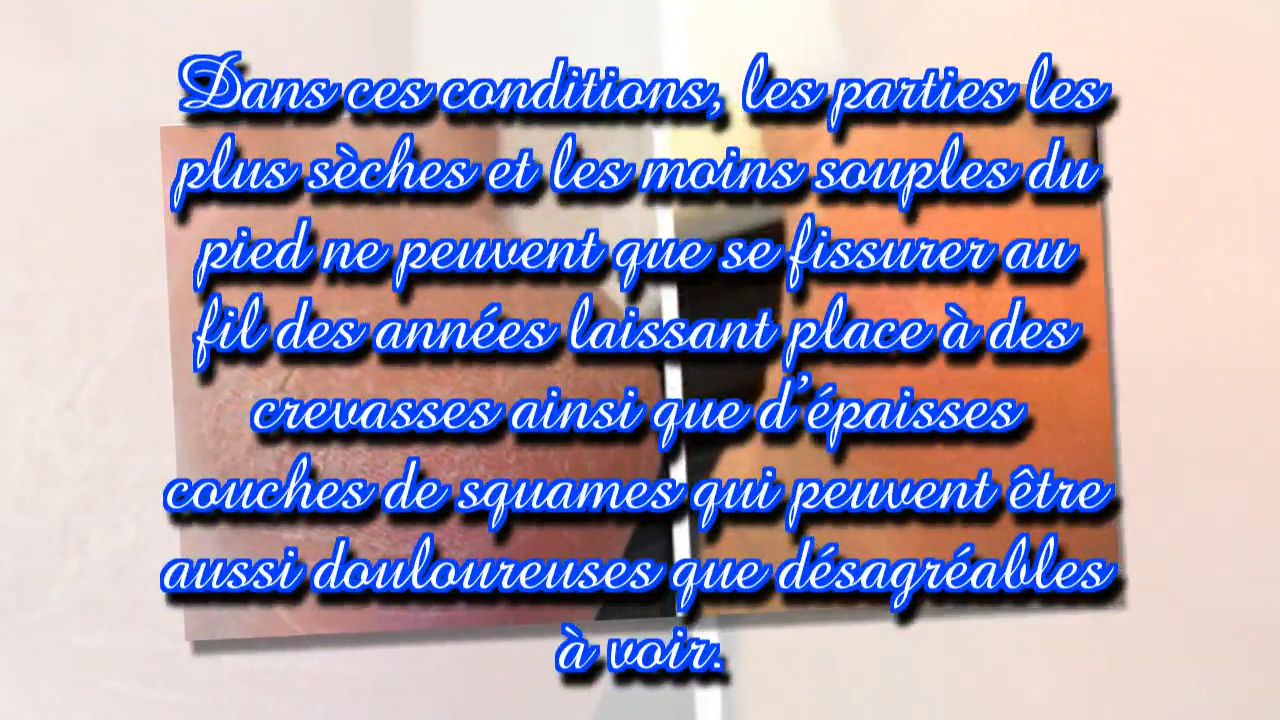 Dans ces conditions, les parties les
plus sèches et les moins souples du
pied ne peuvent que se fissurer au
fil des années laissant place à des
crevasses ainsi que d'épaisses
couches de squames qui peuvent être
aussi douloureuses que désagréables
à voir.